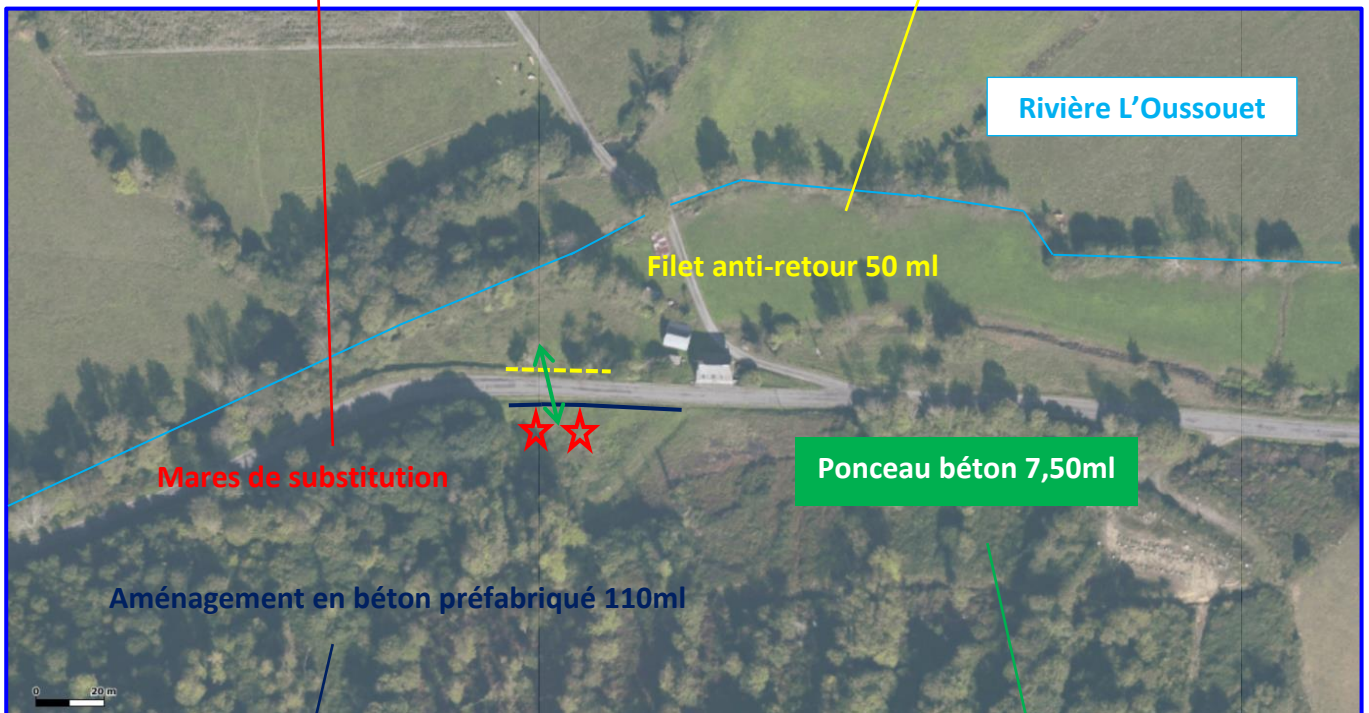 Rivière L'Oussouet
Filet anti-retour 50 ml
Mares de substitution
Ponceau béton 7,50ml
Aménagement en béton préfabriqué 110ml
0 20 m